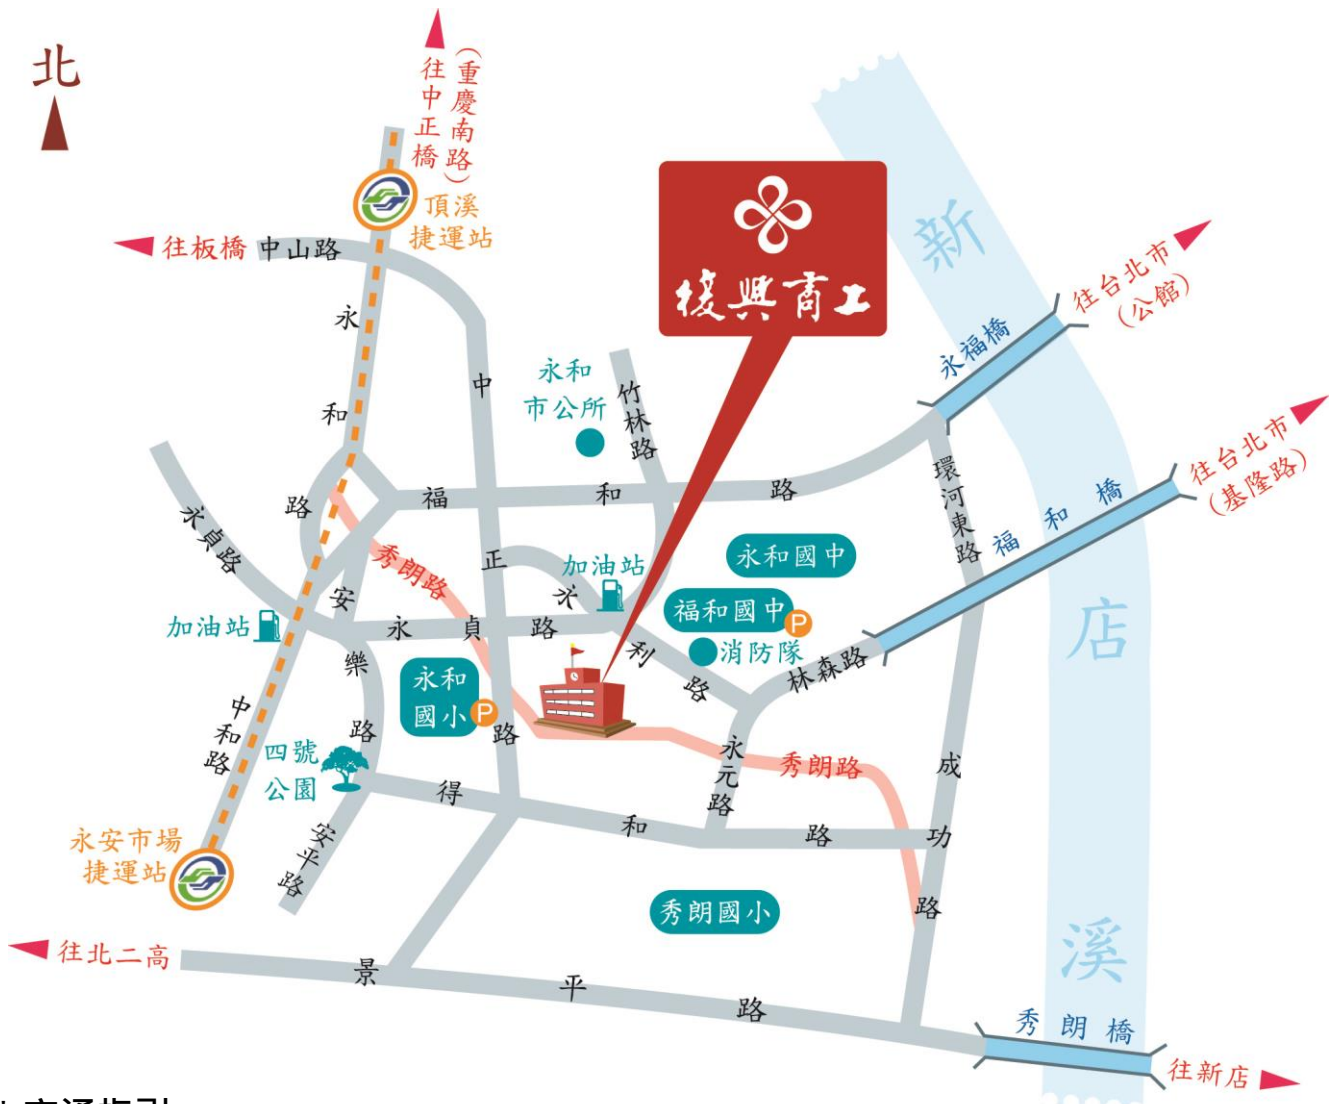 北
往中正橋
(重慶南路)
頂溪
捷運站
往板橋
中山路
永和路
中正路
永和
市公所
竹林路
復興商工
新店溪
永福橋
往台北市
(公館)
福和橋
往台北市
(基隆路)
環河東路
福和路
永貞路
秀朗路
加油站
永和國中
福和國中
P
消防隊
加油站
安樂路
永貞路
永利路
林森路
永和
國小
P
中和路
四號
公園
得和路
永元路
秀朗路
成功路
安平路
永安市場
捷運站
秀朗國小
往北二高
景平路
秀朗橋
往新店